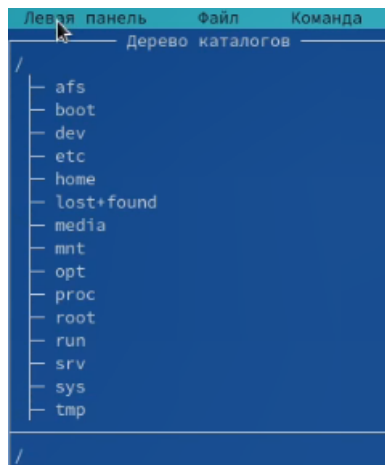 Левая панель Файл Команда
Дерево каталогов
/
afs
boot
dev
etc
home
lost+found
media
mnt
opt
proc
root
run
srv
sys
tmp
/